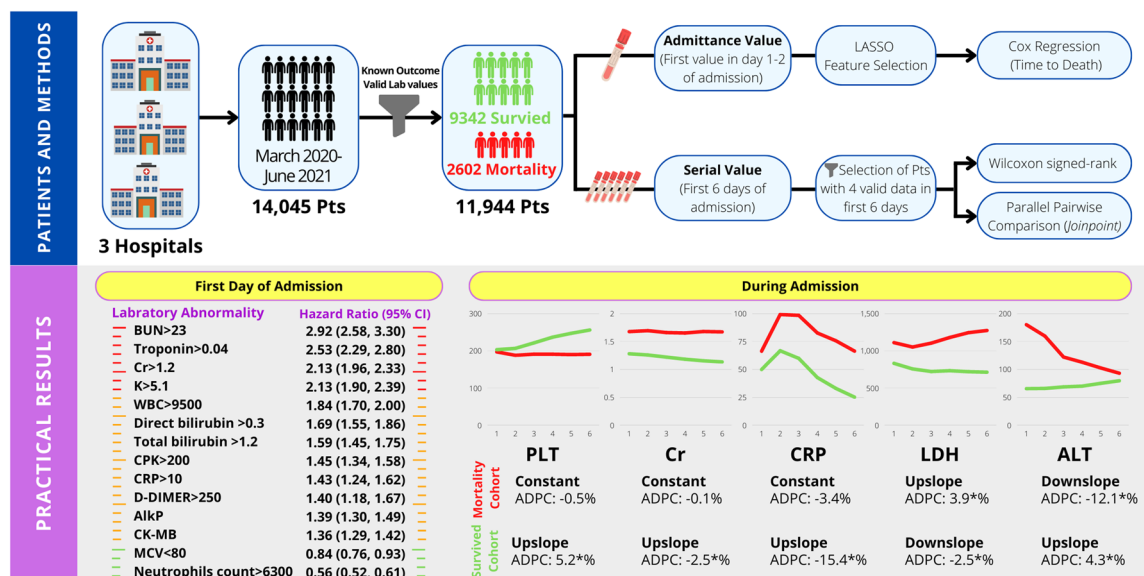 PATIENTS AND METHODS
3 Hospitals
March 2020-
June 2021
14,045 Pts
Known Outcome
Valid Lab values
9342 Survied
2602 Mortality
11,944 Pts
Admittance Value
(First value in day 1-2
of admission)
LASSO
Feature Selection
Cox Regression
(Time to Death)
Serial Value
(First 6 days of
admission)
Selection of Pts
with 4 valid data in
first 6 days
Wilcoxon signed-rank
Parallel Pairwise
Comparison (Joinpoint)
PRACTICAL RESULTS
First Day of Admission
Labratory Abnormality Hazard Ratio (95% CI)
BUN>23 2.92 (2.58, 3.30)
Troponin>0.04 2.53 (2.29, 2.80)
Cr>1.2 2.13 (1.96, 2.33)
K>5.1 2.13 (1.90, 2.39)
WBC>9500 1.84 (1.70, 2.00)
Direct bilirubin >0.3 1.69 (1.55, 1.86)
Total bilirubin >1.2 1.59 (1.45, 1.75)
CPK>200 1.45 (1.34, 1.58)
CRP>10 1.43 (1.24, 1.62)
D-DIMER>250 1.40 (1.18, 1.67)
AlkP 1.39 (1.30, 1.49)
CK-MB 1.36 (1.29, 1.42)
MCV<80 0.84 (0.76, 0.93)
Neutrophils count>6300 0.56 (0.52, 0.61)
During Admission
300
200
100
0
1 2 3 4 5 6
PLT
2
1.5
1
0.5
0
1 2 3 4 5 6
Cr
100
75
50
25
0
1 2 3 4 5 6
CRP
1,500
1,000
500
0
1 2 3 4 5 6
LDH
200
150
100
50
0
1 2 3 4 5 6
ALT
Mortality
Cohort
Constant
ADPC: -0.5%
Constant
ADPC: -0.1%
Constant
ADPC: -3.4%
Upslope
ADPC: 3.9*%
Downslope
ADPC: -12.1*%
Survived
Cohort
Upslope
ADPC: 5.2*%
Upslope
ADPC: -2.5*%
Upslope
ADPC: -15.4*%
Downslope
ADPC: -2.5*%
Upslope
ADPC: 4.3*%